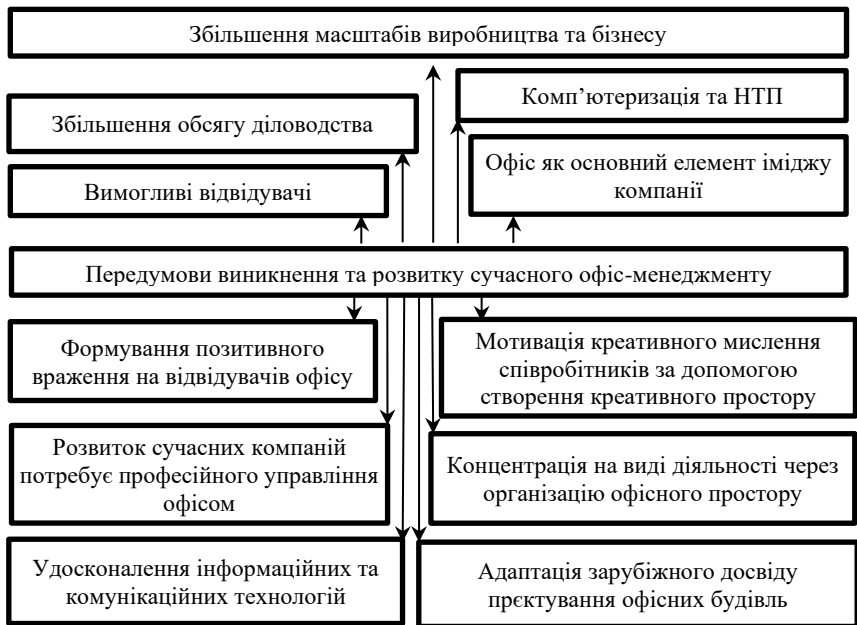 Збільшення масштабів виробництва та бізнесу
Комп’ютеризація та НТП
Збільшення обсягу діловодства
Офіс як основний елемент іміджу
компанії
Вимогливі відвідувачі
Передумови виникнення та розвитку сучасного офіс-менеджменту
Формування позитивного
враження на відвідувачів офісу
Мотивація креативного мислення
співробітників за допомогою
створення креативного простору
Розвиток сучасних компаній
потребує професійного управління
офісом
Концентрація на виді діяльності через
організацію офісного простору
Удосконалення інформаційних та
комунікаційних технологій
Адаптація зарубіжного досвіду
прєктування офісних будівль